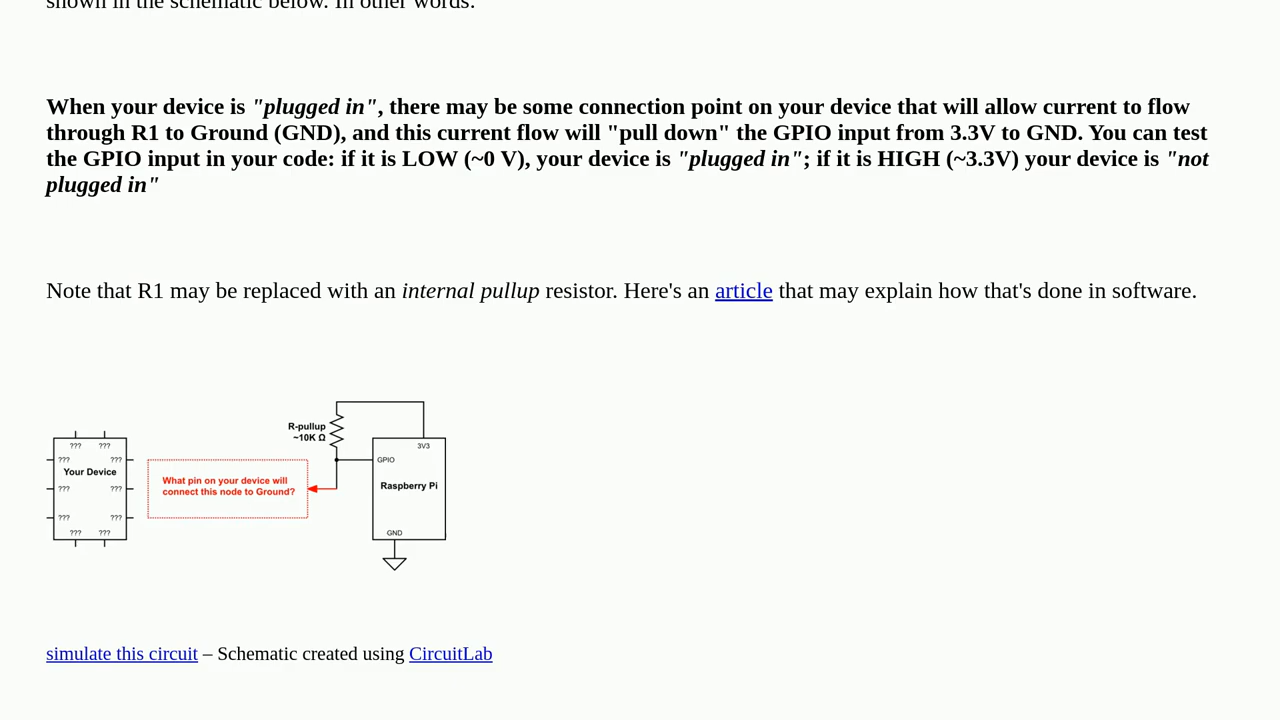 shown in the schematic below. In other words:
When your device is "plugged in", there may be some connection point on your device that will allow current to flow
through R1 to Ground (GND), and this current flow will "pull down" the GPIO input from 3.3V to GND. You can test
the GPIO input in your code: if it is LOW (~0 V), your device is "plugged in"; if it is HIGH (~3.3V) your device is "not
plugged in"
Note that R1 may be replaced with an internal pullup resistor. Here's an article that may explain how that's done in software.
R-pullup
~10K Ω
??? ???
3V3
??? ???
GPIO
Your Device
What pin on your device will
connect this node to Ground?
Raspberry Pi
??? ???
??? ???
??? ???
GND
simulate this circuit – Schematic created using CircuitLab